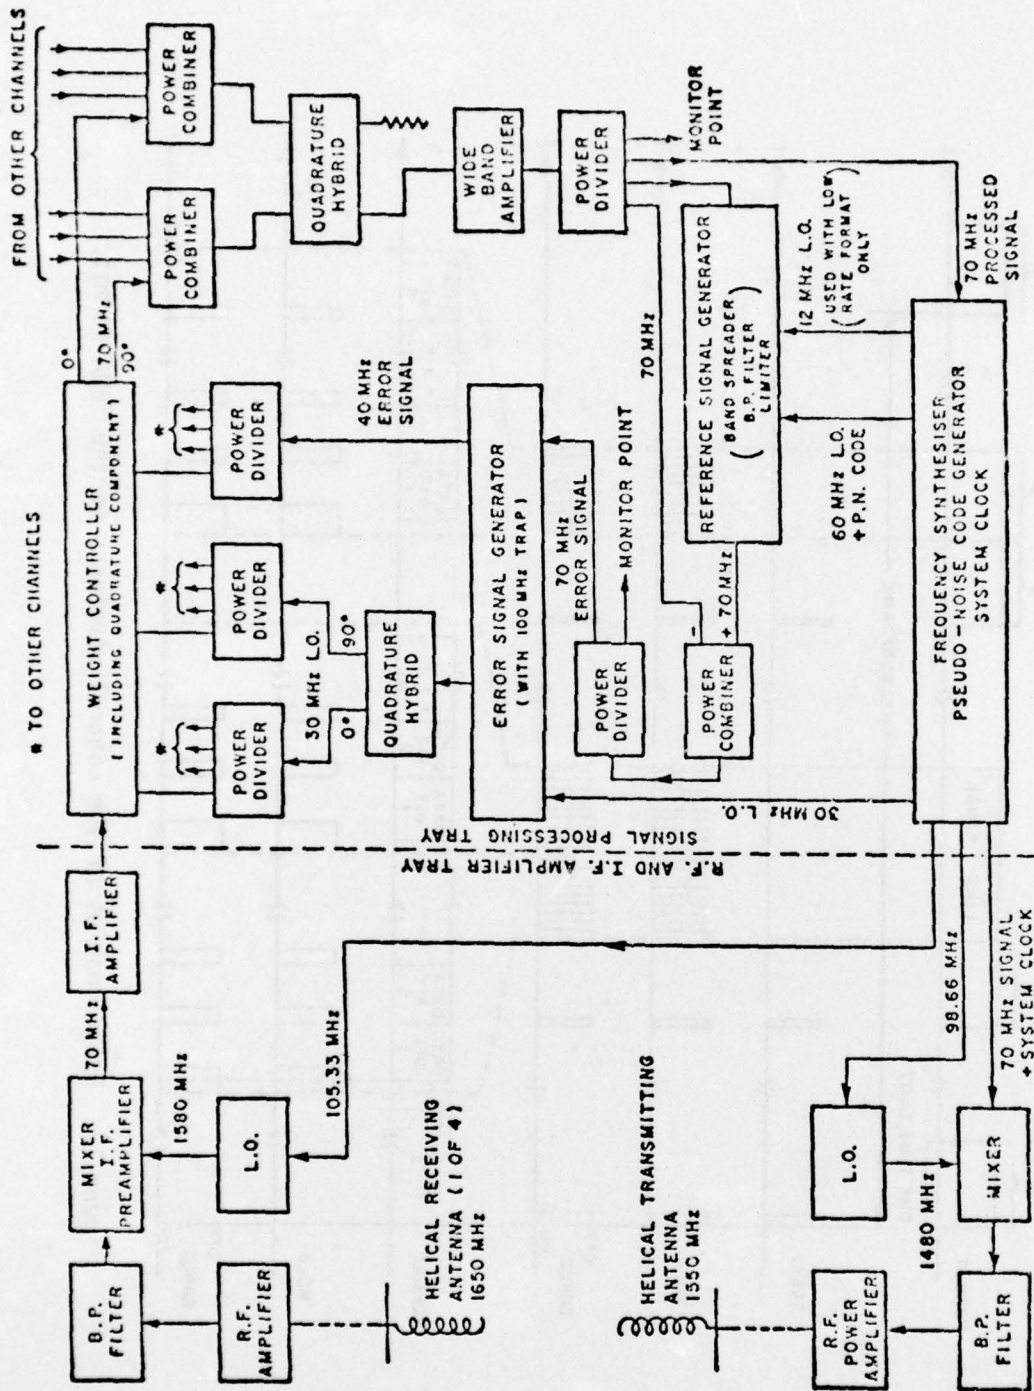 * TO OTHER CHANNELS
FROM OTHER CHANNELS
B.P.
FILTER
MIXER
I.F.
PREAMPLIFIER
70 MHz
I.F.
AMPLIFIER
WEIGHT CONTROLLER
( INCLUDING QUADRATURE COMPONENT )
0°
70 MHz
90°
POWER
COMBINER
POWER
COMBINER
R.F.
AMPLIFIER
1580 MHz
L.O.
105.33 MHz
HELICAL RECEIVING
ANTENNA ( 1 OF 4 )
1650 MHz
*
POWER
DIVIDER
*
POWER
DIVIDER
*
POWER
DIVIDER
30 MHz L.O.
0°
90°
QUADRATURE
HYBRID
40 MHz
ERROR
SIGNAL
QUADRATURE
HYBRID
WIDE
BAND
AMPLIFIER
POWER
DIVIDER
MONITOR
POINT
ERROR SIGNAL GENERATOR
( WITH 100 MHz TRAP )
SIGNAL PROCESSING TRAY
R.F. AND I.F. AMPLIFIER TRAY
70 MHz
ERROR SIGNAL
POWER
DIVIDER
MONITOR POINT
70 MHz
-
+ 70 MHz
POWER
COMBINER
REFERENCE SIGNAL GENERATOR
( BAND SPREADER
B.P. FILTER
LIMITER )
30 MHz L.O.
60 MHz L.O.
+ P.N. CODE
12 MHz L.O.
( USED WITH LOW
RATE FORMAT
ONLY )
70 MHz
PROCESSED
SIGNAL
FREQUENCY SYNTHESISER
PSEUDO-NOISE CODE GENERATOR
SYSTEM CLOCK
HELICAL TRANSMITTING
ANTENNA
1550 MHz
R.F.
POWER
AMPLIFIER
L.O.
98.66 MHz
1480 MHz
B.P.
FILTER
MIXER
70 MHz SIGNAL
+ SYSTEM CLOCK